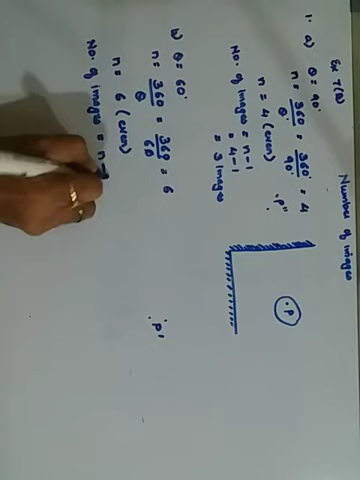 Number of images
Ex 7(A)
1. a) θ = 90°
n = 360/θ = 360°/90° = 4
n = 4 (even)
No. of images = n - 1
= 4 - 1
= 3 images
.P"
.P
.P'
b) θ = 60°
n = 360/θ = 360/60 = 6
n = 6 (even)
No. of images = n -